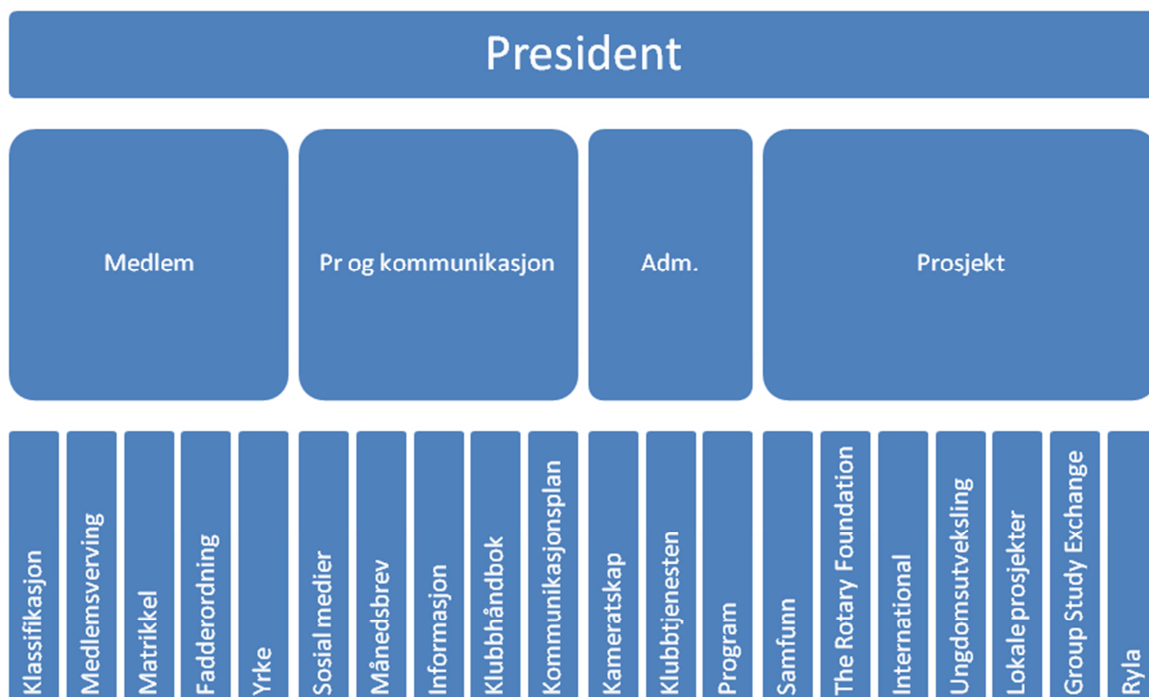 President
Medlem
Pr og kommunikasjon
Adm.
Prosjekt
Klassifikasjon
Medlemsverving
Matrikkel
Fadderordning
Yrke
Sosial medier
Månedsbrev
Informasjon
Klubbhåndbok
Kommunikasjonsplan
Kameratskap
Klubbtjenesten
Program
Samfunn
The Rotary Foundation
International
Ungdomsutveksling
Lokale prosjekter
Group Study Exchange
Ryla